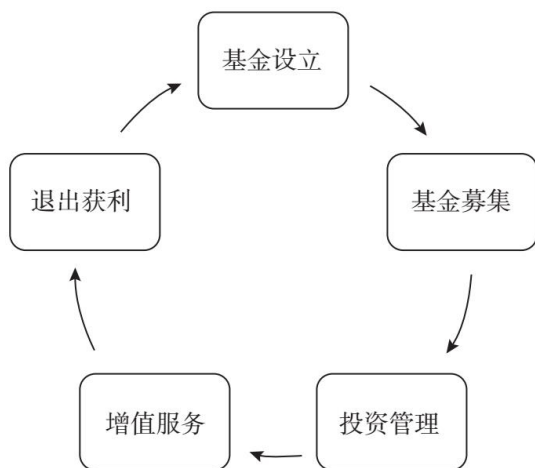 基金设立
基金募集
投资管理
增值服务
退出获利